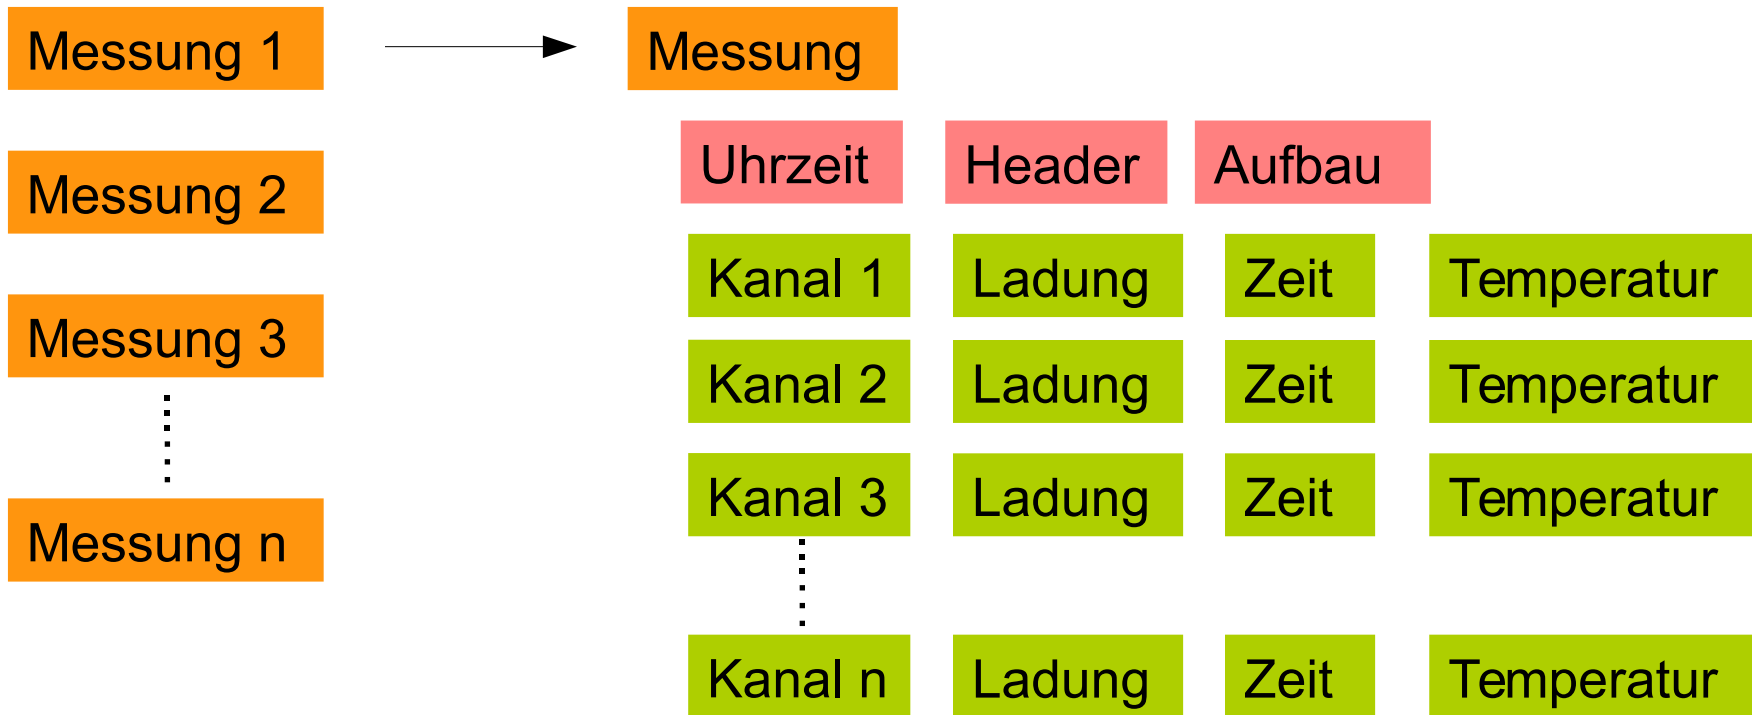 Messung 1
Messung 2
Messung 3
Messung n
Messung
Uhrzeit Header Aufbau
Kanal 1 Ladung Zeit Temperatur
Kanal 2 Ladung Zeit Temperatur
Kanal 3 Ladung Zeit Temperatur
Kanal n Ladung Zeit Temperatur